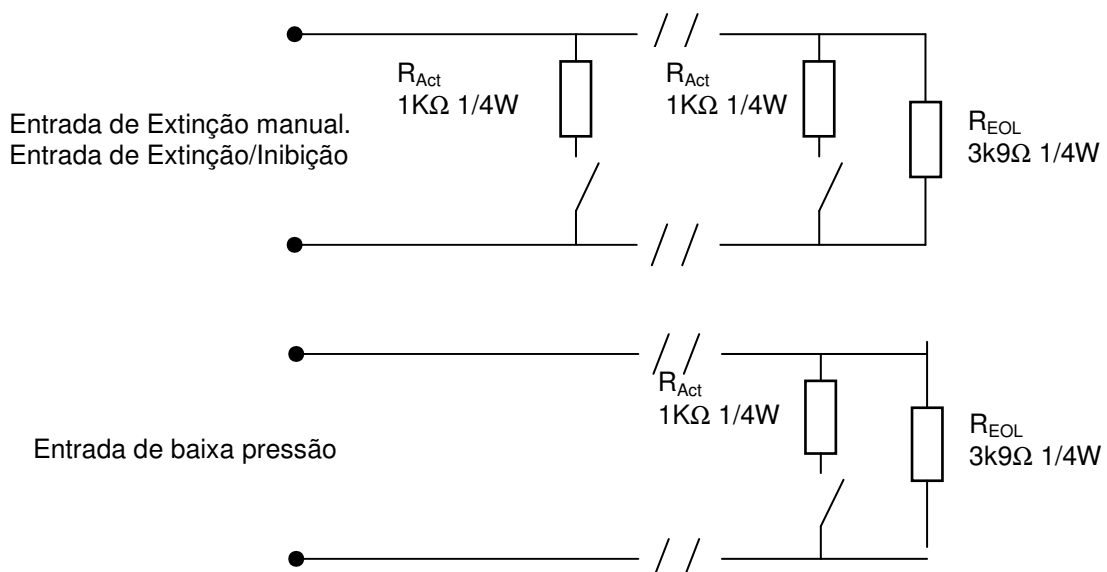 R_Act
1KΩ 1/4W
R_Act
1KΩ 1/4W
Entrada de Extinção manual.
Entrada de Extinção/Inibição
R_EOL
3k9Ω 1/4W
R_Act
1KΩ 1/4W
Entrada de baixa pressão
R_EOL
3k9Ω 1/4W